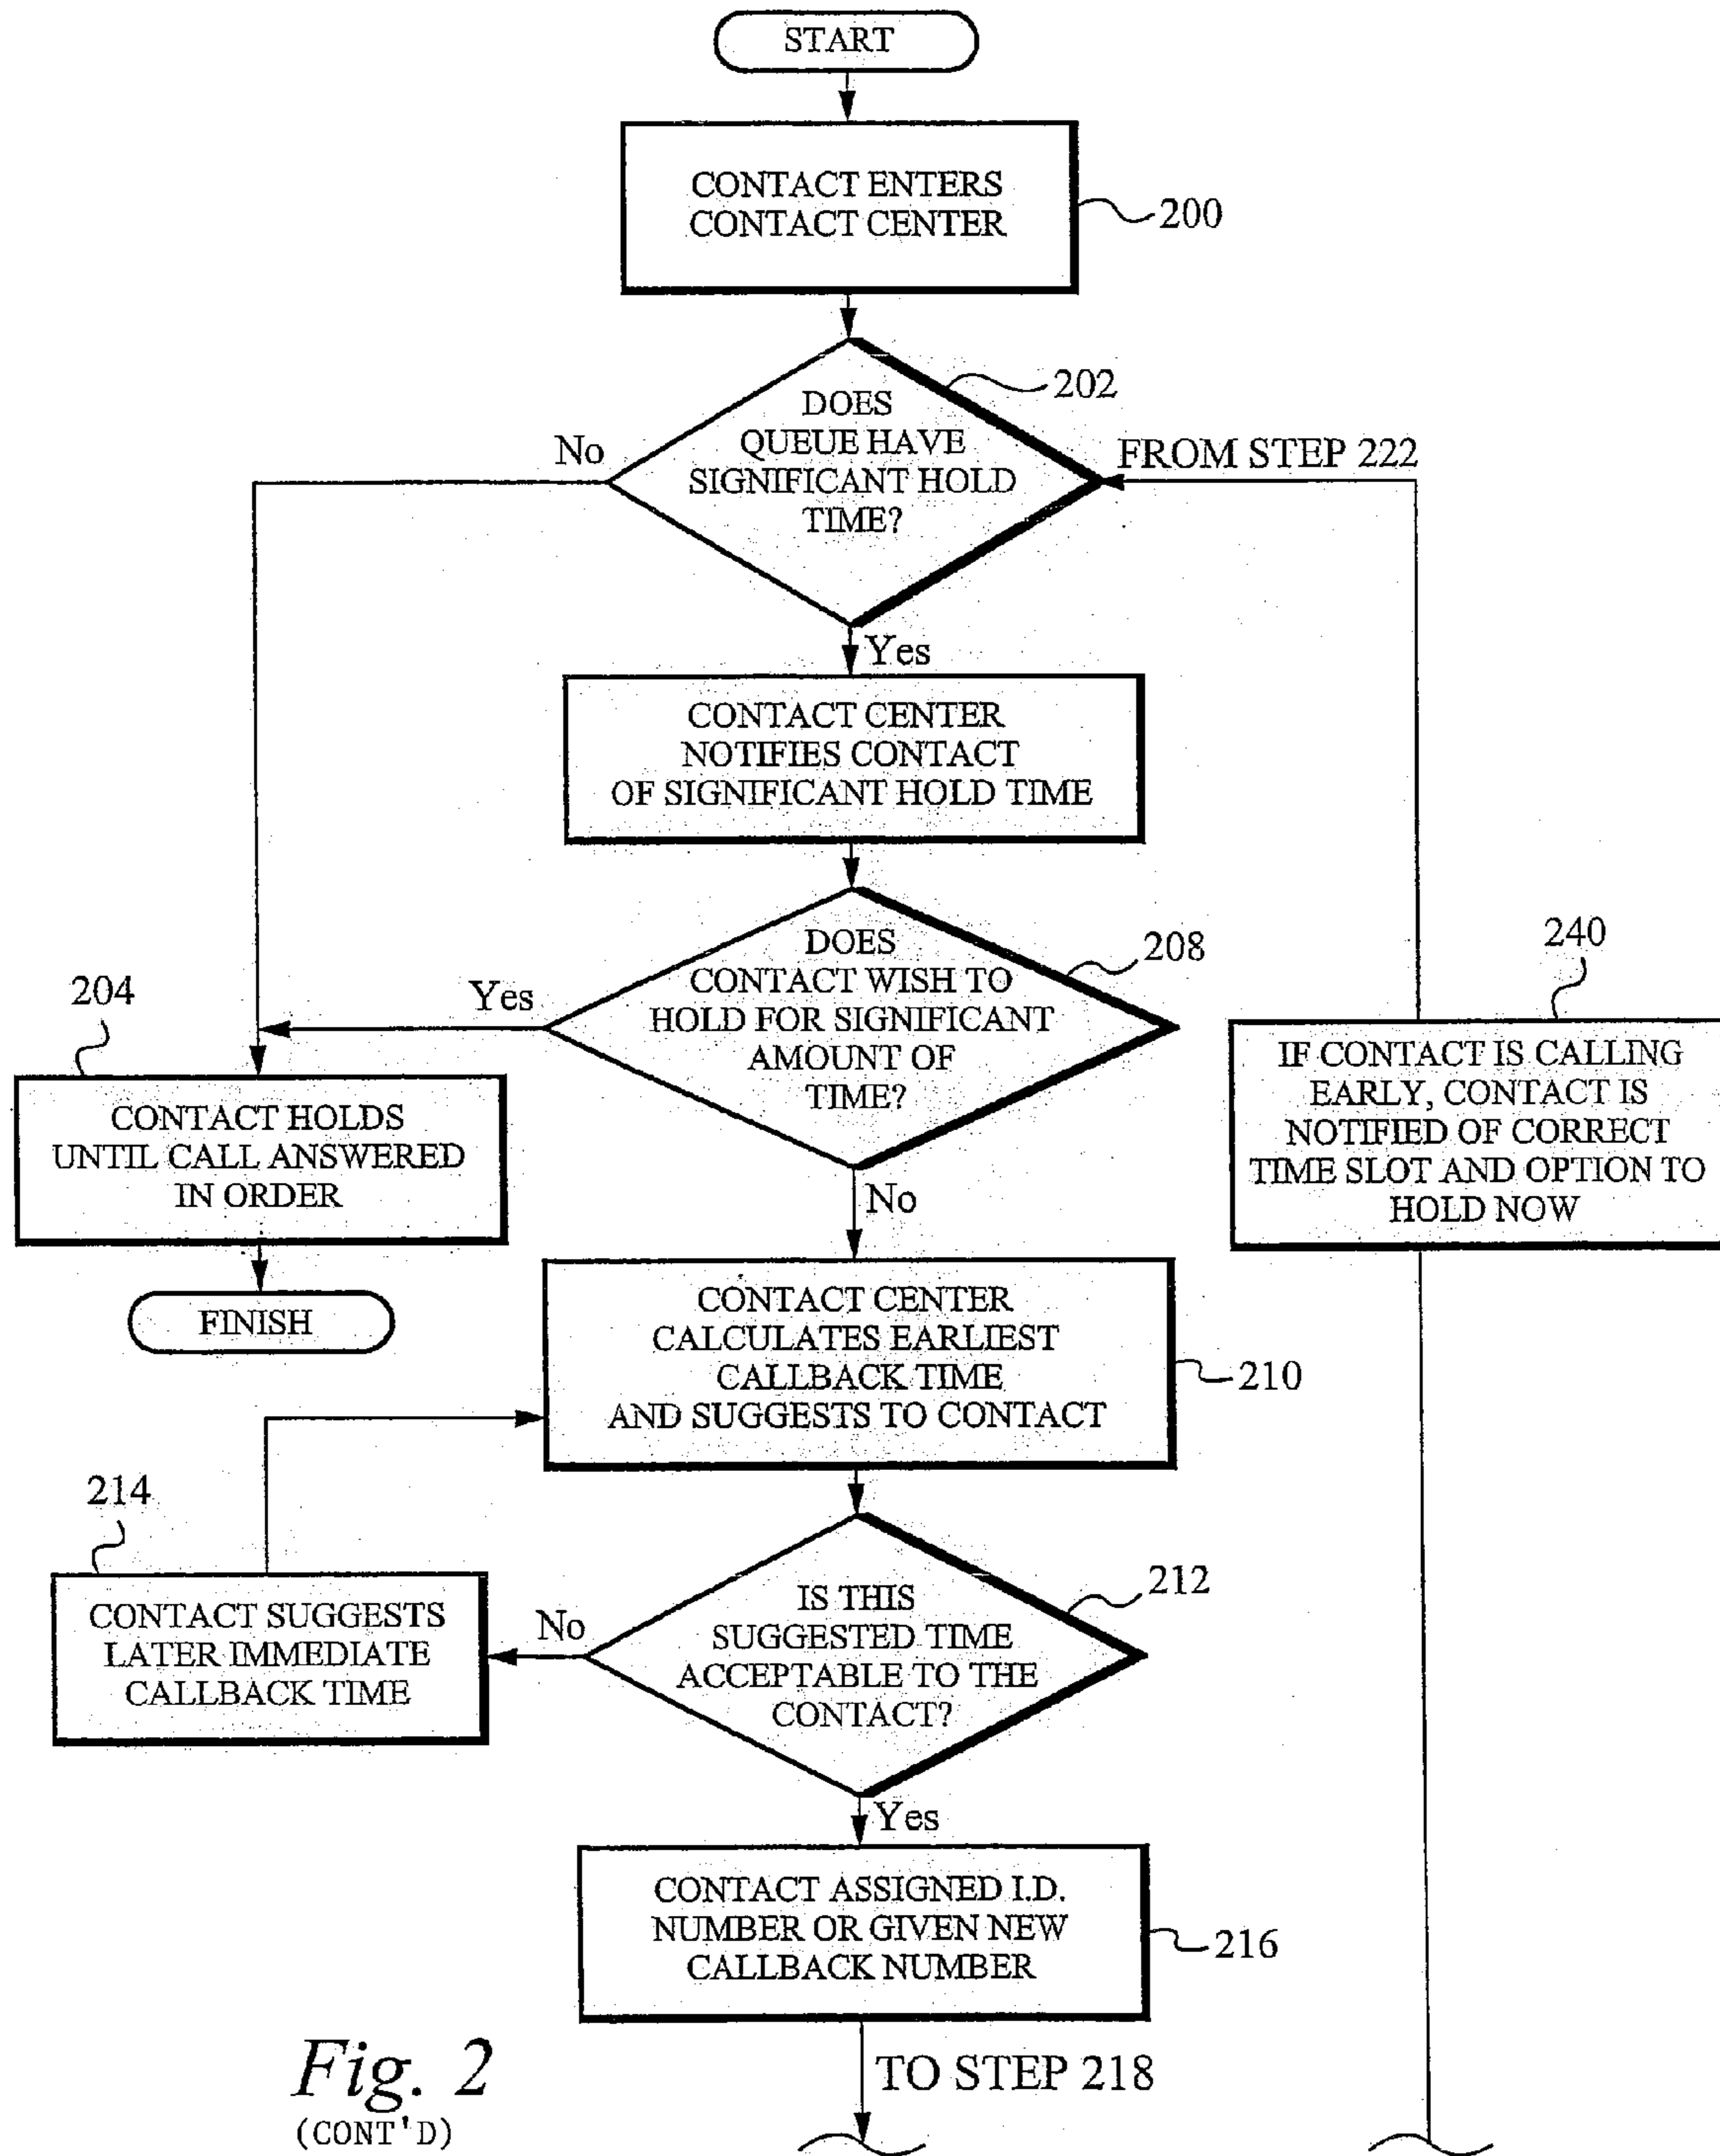 START
CONTACT ENTERS
CONTACT CENTER
200
202
DOES
QUEUE HAVE
SIGNIFICANT HOLD
TIME?
No
FROM STEP 222
Yes
CONTACT CENTER
NOTIFIES CONTACT
OF SIGNIFICANT HOLD TIME
208
DOES
CONTACT WISH TO
HOLD FOR SIGNIFICANT
AMOUNT OF
TIME?
Yes
204
CONTACT HOLDS
UNTIL CALL ANSWERED
IN ORDER
240
IF CONTACT IS CALLING
EARLY, CONTACT IS
NOTIFIED OF CORRECT
TIME SLOT AND OPTION TO
HOLD NOW
No
FINISH
CONTACT CENTER
CALCULATES EARLIEST
CALLBACK TIME
AND SUGGESTS TO CONTACT
210
214
CONTACT SUGGESTS
LATER IMMEDIATE
CALLBACK TIME
No
212
IS THIS
SUGGESTED TIME
ACCEPTABLE TO THE
CONTACT?
Yes
CONTACT ASSIGNED I.D.
NUMBER OR GIVEN NEW
CALLBACK NUMBER
216
TO STEP 218
Fig. 2
(CONT'D)